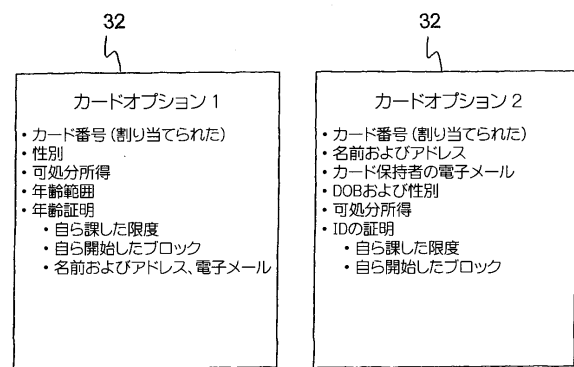 32
カードオプション 1
・カード番号 (割り当てられた)
・性別
・可処分所得
・年齢範囲
・年齢証明
・自ら課した限度
・自ら開始したブロック
・名前およびアドレス、電子メール
32
カードオプション 2
・カード番号 (割り当てられた)
・名前およびアドレス
・カード保持者の電子メール
・DOBおよび性別
・可処分所得
・IDの証明
・自ら課した限度
・自ら開始したブロック